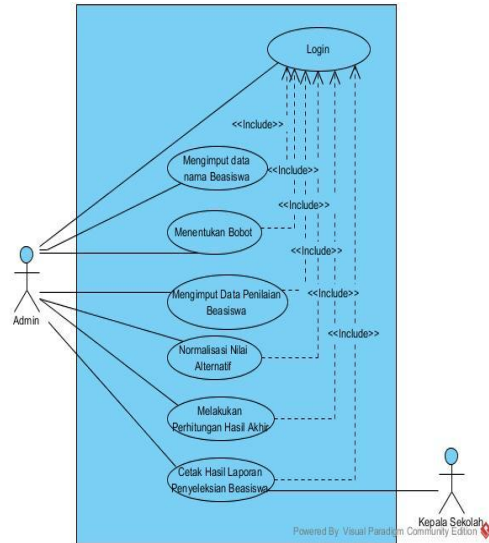 Login
<<Include>>
Mengimput data
nama Beasiswa
<<Include>>
<<Include>>
Menentukan Bobot
<<Include>>
Mengimput Data Penilaian
Beasiswa
<<Include>>
Admin
<<Include>>
Normalisasi Nilai
Alternatif
Melakukan
Perhitungan Hasil Akhir
Cetak Hasil Laporan
Penyeleksian Beasiswa
Kepala Sekolah
Powered By Visual Paradigm Community Edition